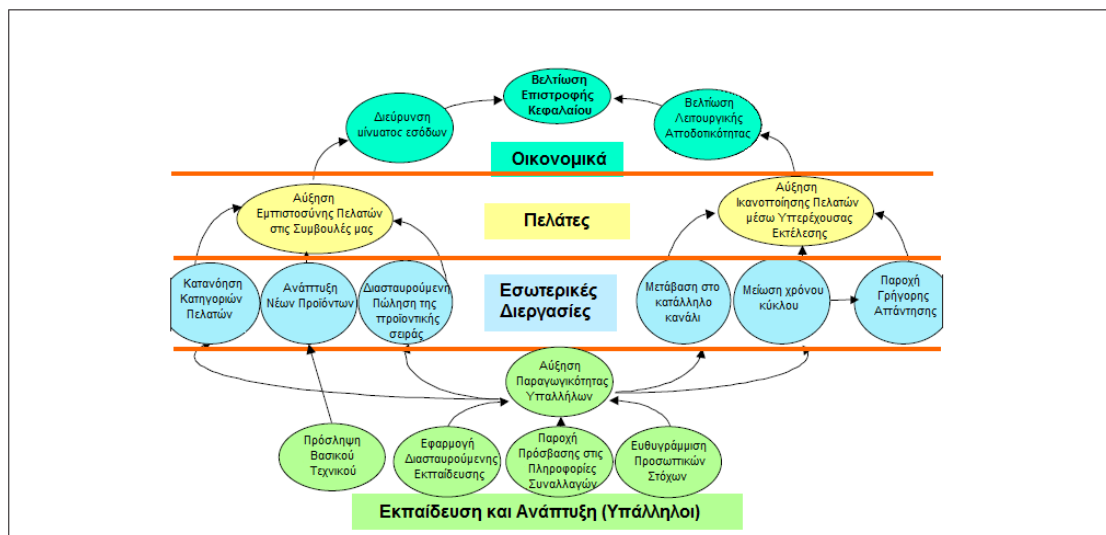 Βελτίωση
Επιστροφής
Κεφαλαίου
Διεύρυνση
μίγματος εσόδων
Βελτίωση
Λειτουργικής
Αποδοτικότητας
Οικονομικά
Αύξηση
Εμπιστοσύνης Πελατών
στις Συμβουλές μας
Πελάτες
Αύξηση
Ικανοποίησης Πελατών
μέσω Υπερέχουσας
Εκτέλεσης
Κατανόηση
Κατηγοριών
Πελατών
Ανάπτυξη
Νέων Προϊόντων
Διασταυρούμενη
Πώληση της
προϊοντικής
σειράς
Εσωτερικές
Διεργασίες
Μετάβαση στο
κατάλληλο
κανάλι
Μείωση χρόνου
κύκλου
Παροχή
Γρήγορης
Απάντησης
Αύξηση
Παραγωγικότητας
Υπαλλήλων
Πρόσληψη
Βασικού
Τεχνικού
Εφαρμογή
Διασταυρούμενης
Εκπαίδευσης
Παροχή
Πρόσβασης στις
Πληροφορίες
Συναλλαγών
Ευθυγράμμιση
Προσωπικών
Στόχων
Εκπαίδευση και Ανάπτυξη (Υπάλληλοι)